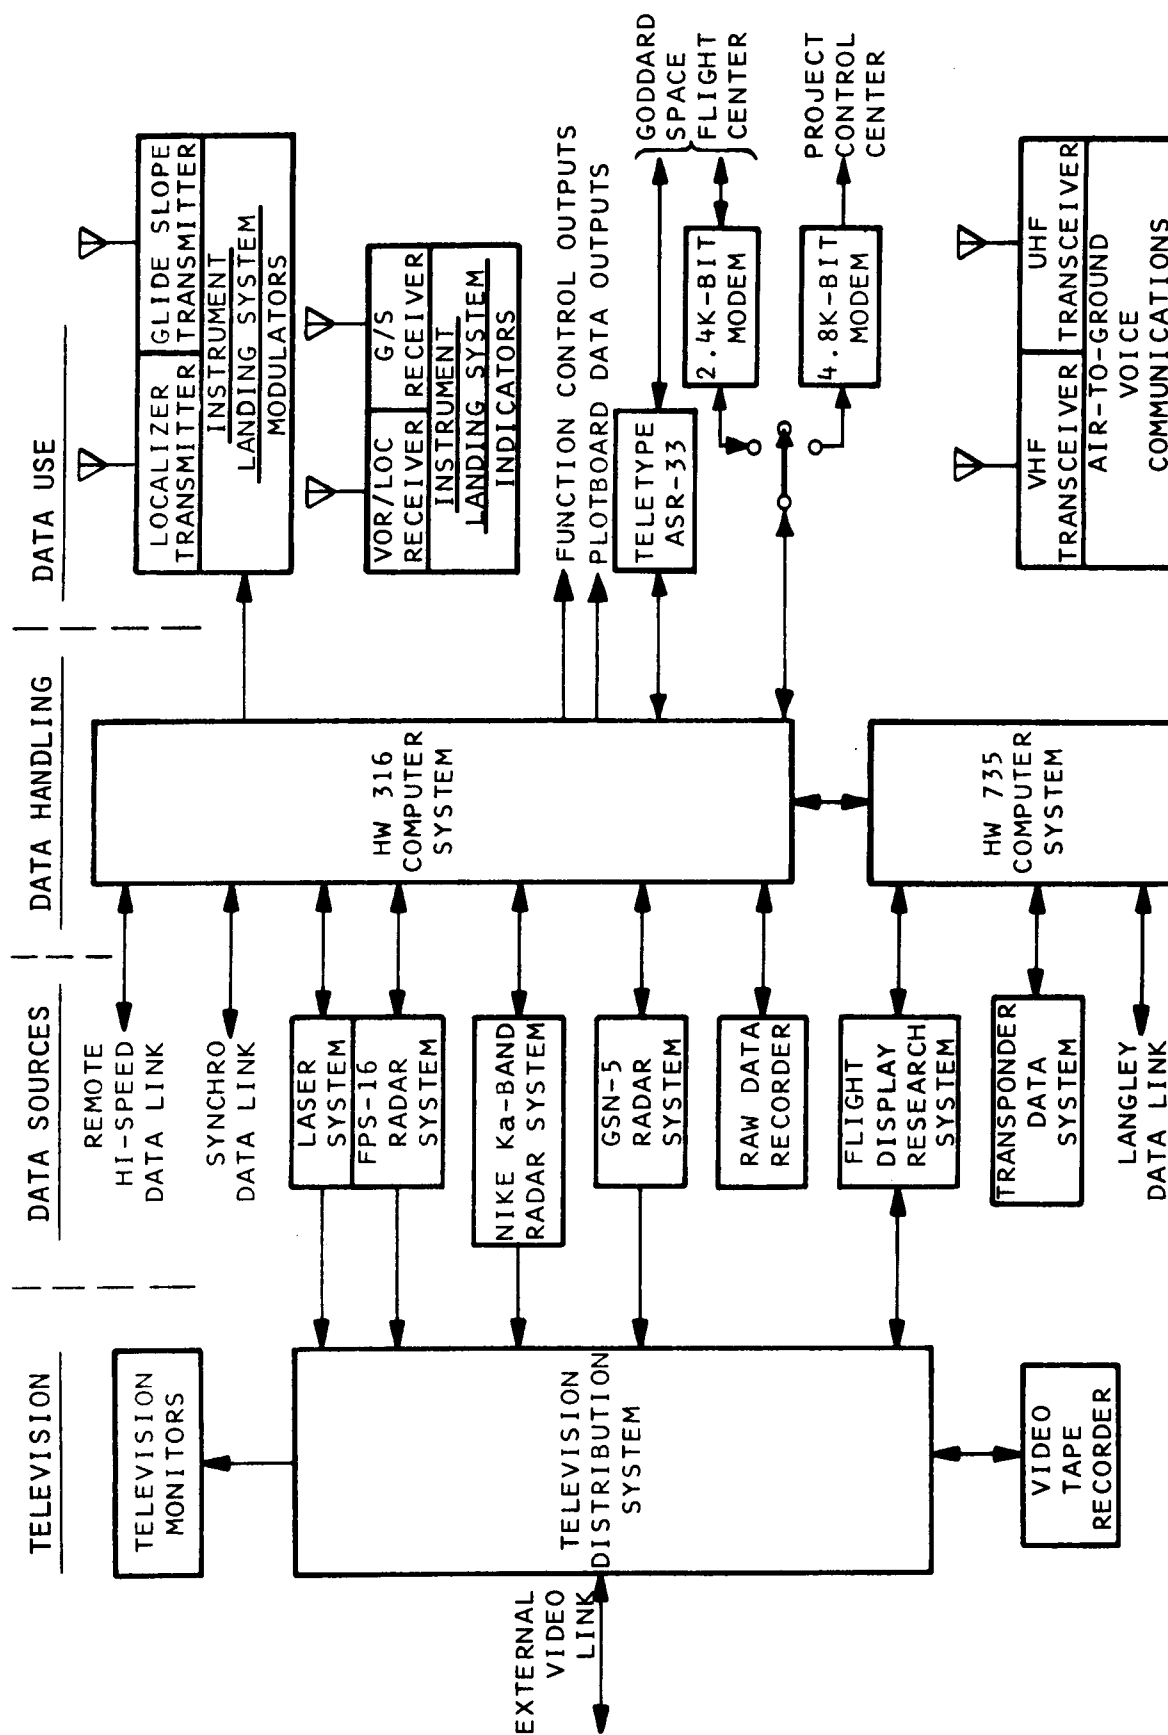 TELEVISION
DATA SOURCES
DATA HANDLING
DATA USE
TELEVISION
MONITORS
EXTERNAL
VIDEO
LINK
TELEVISION
DISTRIBUTION
SYSTEM
VIDEO
TAPE
RECORDER
REMOTE
HI-SPEED
DATA LINK
SYNCHRO
DATA LINK
LASER
SYSTEM
FPS-16
RADAR
SYSTEM
NIKE Ka-BAND
RADAR SYSTEM
GSN-5
RADAR
SYSTEM
RAW DATA
RECORDER
FLIGHT
DISPLAY
RESEARCH
SYSTEM
TRANSPONDER
DATA
SYSTEM
LANGLEY
DATA LINK
HW 316
COMPUTER
SYSTEM
HW 735
COMPUTER
SYSTEM
LOCALIZER
TRANSMITTER
GLIDE SLOPE
TRANSMITTER
INSTRUMENT
LANDING SYSTEM
MODULATORS
VOR/LOC
RECEIVER
G/S
RECEIVER
INSTRUMENT
LANDING SYSTEM
INDICATORS
FUNCTION CONTROL OUTPUTS
PLOTBOARD DATA OUTPUTS
TELETYPE
ASR-33
GODDARD
SPACE
FLIGHT
CENTER
2.4K-BIT
MODEM
4.8K-BIT
MODEM
PROJECT
CONTROL
CENTER
VHF
TRANSCEIVER
UHF
TRANSCEIVER
AIR-TO-GROUND
VOICE
COMMUNICATIONS